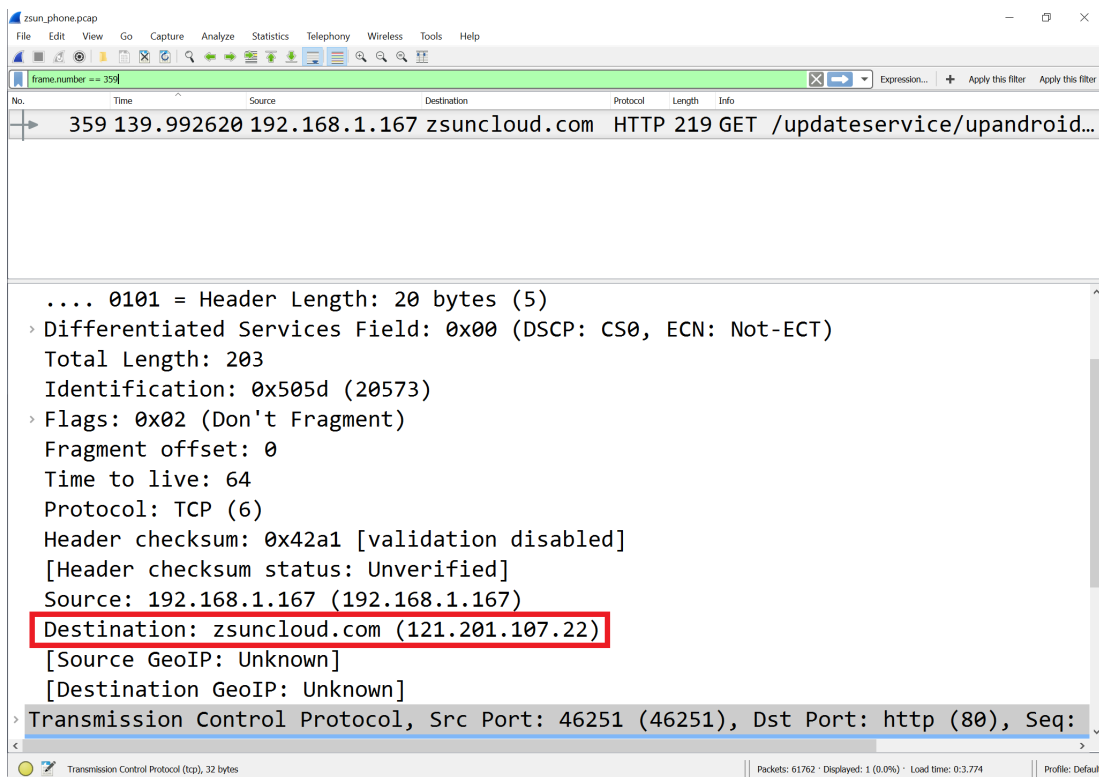 zsun_phone.pcap
File Edit View Go Capture Analyze Statistics Telephony Wireless Tools Help
frame.number == 359 Expression... + Apply this filter Apply this filter
No. Time Source Destination Protocol Length Info
359 139.992620 192.168.1.167 zsuncloud.com HTTP 219 GET /updateservice/upandroid…
.... 0101 = Header Length: 20 bytes (5)
Differentiated Services Field: 0x00 (DSCP: CS0, ECN: Not-ECT)
Total Length: 203
Identification: 0x505d (20573)
Flags: 0x02 (Don't Fragment)
Fragment offset: 0
Time to live: 64
Protocol: TCP (6)
Header checksum: 0x42a1 [validation disabled]
[Header checksum status: Unverified]
Source: 192.168.1.167 (192.168.1.167)
Destination: zsuncloud.com (121.201.107.22)
[Source GeoIP: Unknown]
[Destination GeoIP: Unknown]
Transmission Control Protocol, Src Port: 46251 (46251), Dst Port: http (80), Seq:
Transmission Control Protocol (tcp), 32 bytes Packets: 61762 · Displayed: 1 (0.0%) · Load time: 0:3.774 Profile: Defaul